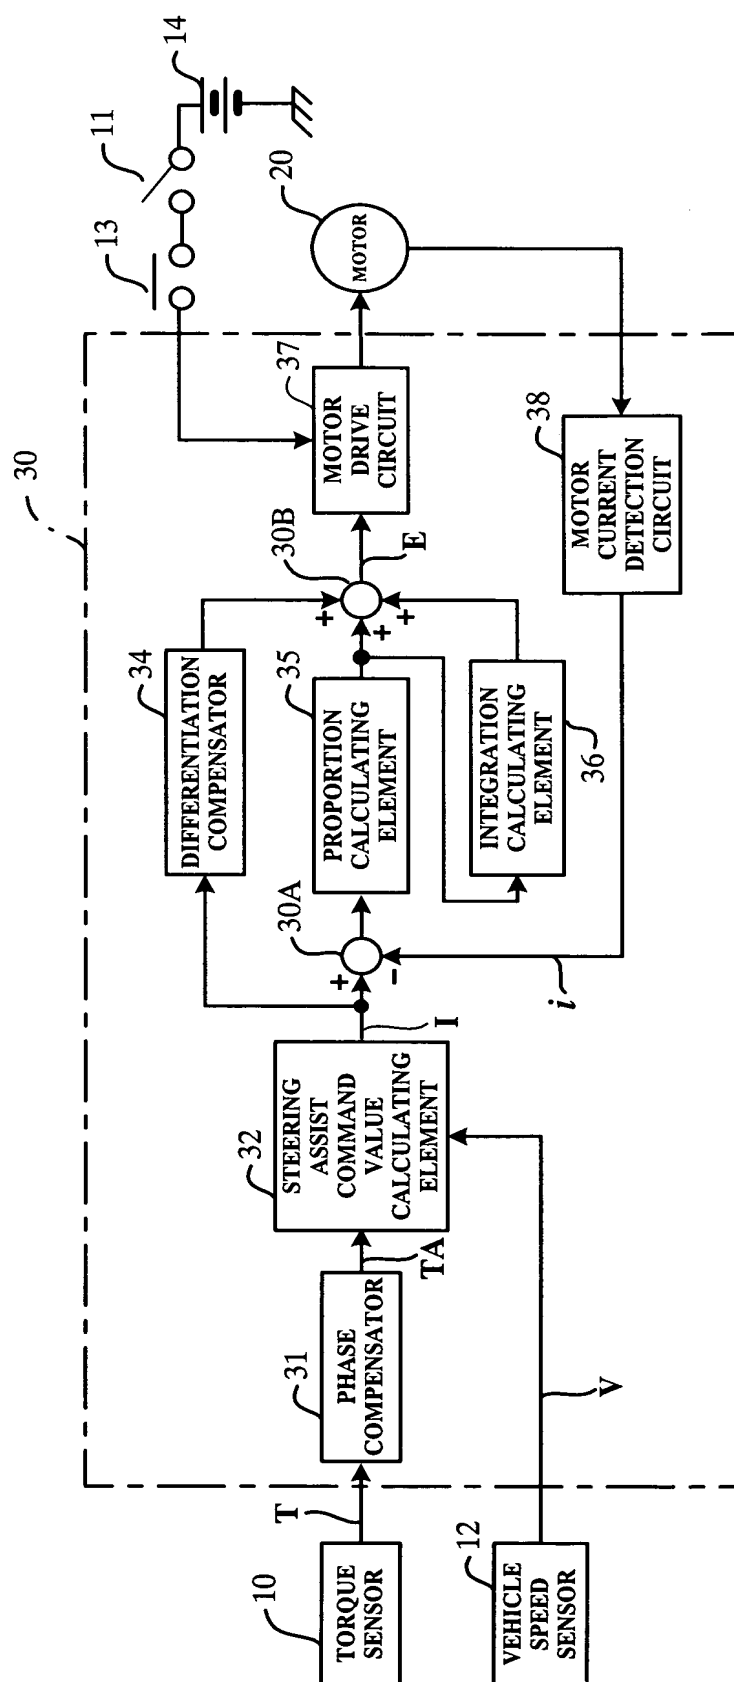 30
14
11
13
20
MOTOR
37
MOTOR
DRIVE
CIRCUIT
38
MOTOR
CURRENT
DETECTION
CIRCUIT
30B
E
+
+
+
34
DIFFERENTIATION
COMPENSATOR
35
PROPORTION
CALCULATING
ELEMENT
36
INTEGRATION
CALCULATING
ELEMENT
30A
+
-
i
I
32
STEERING
ASSIST
COMMAND
VALUE
CALCULATING
ELEMENT
TA
31
PHASE
COMPENSATOR
V
T
10
TORQUE
SENSOR
12
VEHICLE
SPEED
SENSOR